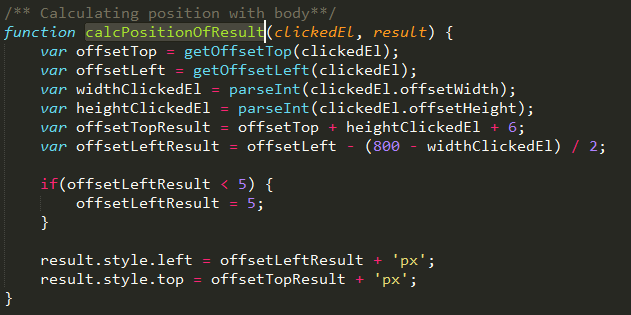 /** Calculating position with body**/
function calcPositionOfResult(clickedEl, result) {
    var offsetTop = getOffsetTop(clickedEl);
    var offsetLeft = getOffsetLeft(clickedEl);
    var widthClickedEl = parseInt(clickedEl.offsetWidth);
    var heightClickedEl = parseInt(clickedEl.offsetHeight);
    var offsetTopResult = offsetTop + heightClickedEl + 6;
    var offsetLeftResult = offsetLeft - (800 - widthClickedEl) / 2;

    if(offsetLeftResult < 5) {
        offsetLeftResult = 5;
    }

    result.style.left = offsetLeftResult + 'px';
    result.style.top = offsetTopResult + 'px';
}